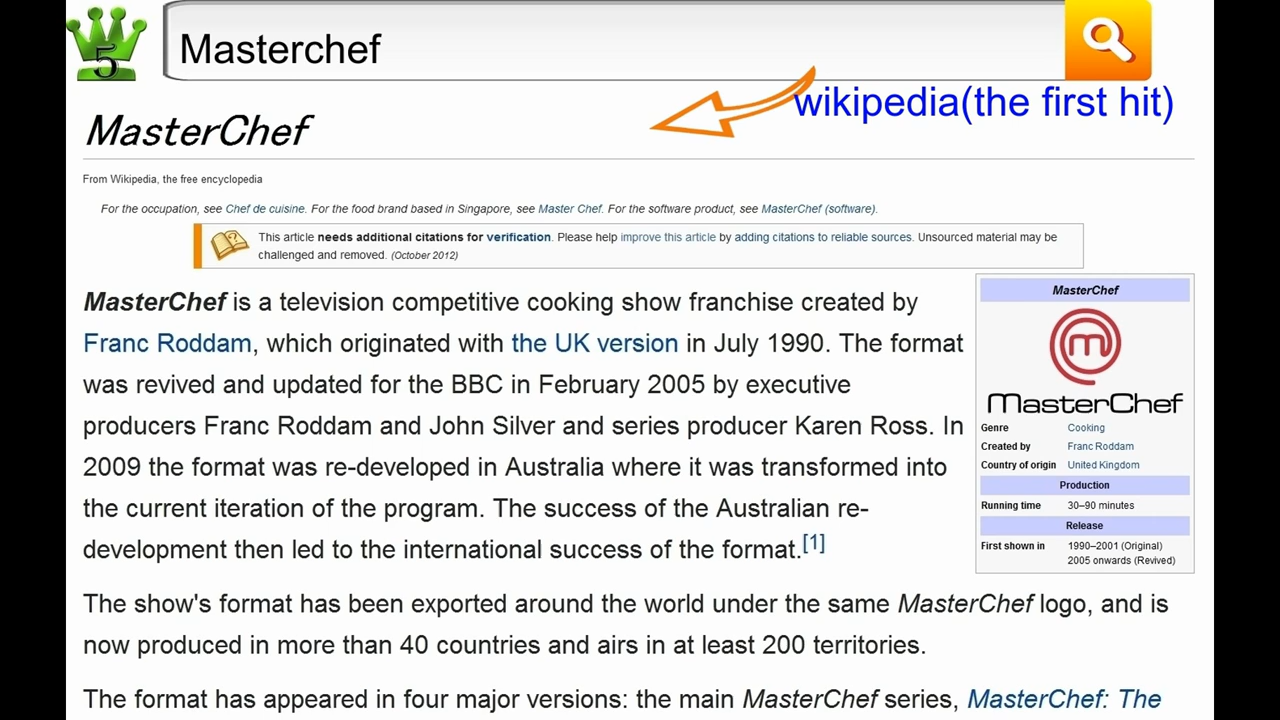 5
Masterchef
wikipedia(the first hit)
MasterChef
From Wikipedia, the free encyclopedia
For the occupation, see Chef de cuisine. For the food brand based in Singapore, see Master Chef. For the software product, see MasterChef (software).
This article needs additional citations for verification. Please help improve this article by adding citations to reliable sources. Unsourced material may be
challenged and removed. (October 2012)
MasterChef is a television competitive cooking show franchise created by
Franc Roddam, which originated with the UK version in July 1990. The format
was revived and updated for the BBC in February 2005 by executive
producers Franc Roddam and John Silver and series producer Karen Ross. In
2009 the format was re-developed in Australia where it was transformed into
the current iteration of the program. The success of the Australian re-
development then led to the international success of the format.[1]
The show's format has been exported around the world under the same MasterChef logo, and is
now produced in more than 40 countries and airs in at least 200 territories.
The format has appeared in four major versions: the main MasterChef series, MasterChef: The
MasterChef
m
MasterChef
Genre Cooking
Created by Franc Roddam
Country of origin United Kingdom
Production
Running time 30–90 minutes
Release
First shown in 1990–2001 (Original)
2005 onwards (Revived)